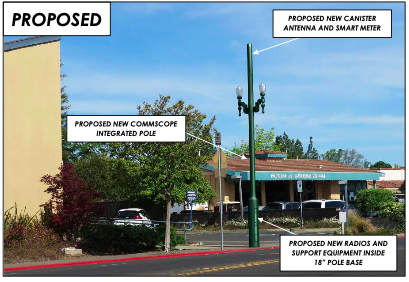 PROPOSED
PROPOSED NEW CANISTER
ANTENNA AND SMART METER
PROPOSED NEW COMMSCOPE
INTEGRATED POLE
PROPOSED NEW RADIOS AND
SUPPORT EQUIPMENT INSIDE
18" POLE BASE